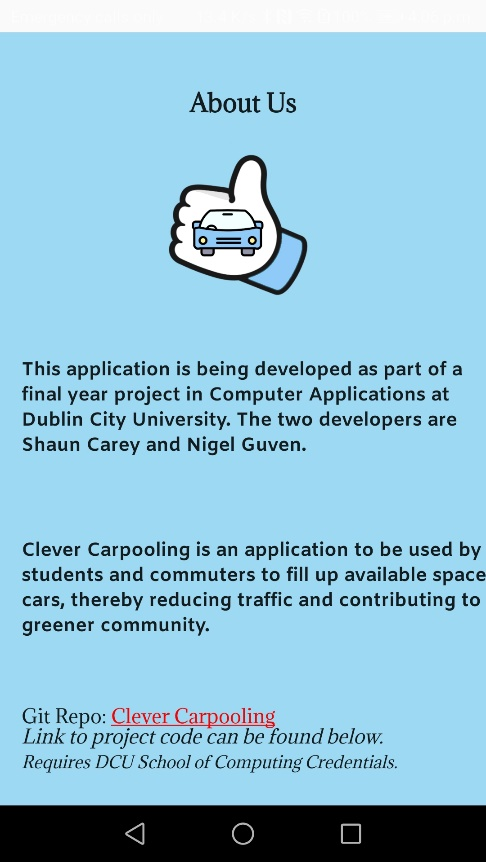 About Us
This application is being developed as part of a
final year project in Computer Applications at
Dublin City University. The two developers are
Shaun Carey and Nigel Guven.
Clever Carpooling is an application to be used by
students and commuters to fill up available space
cars, thereby reducing traffic and contributing to
greener community.
Git Repo: Clever Carpooling
Link to project code can be found below.
Requires DCU School of Computing Credentials.